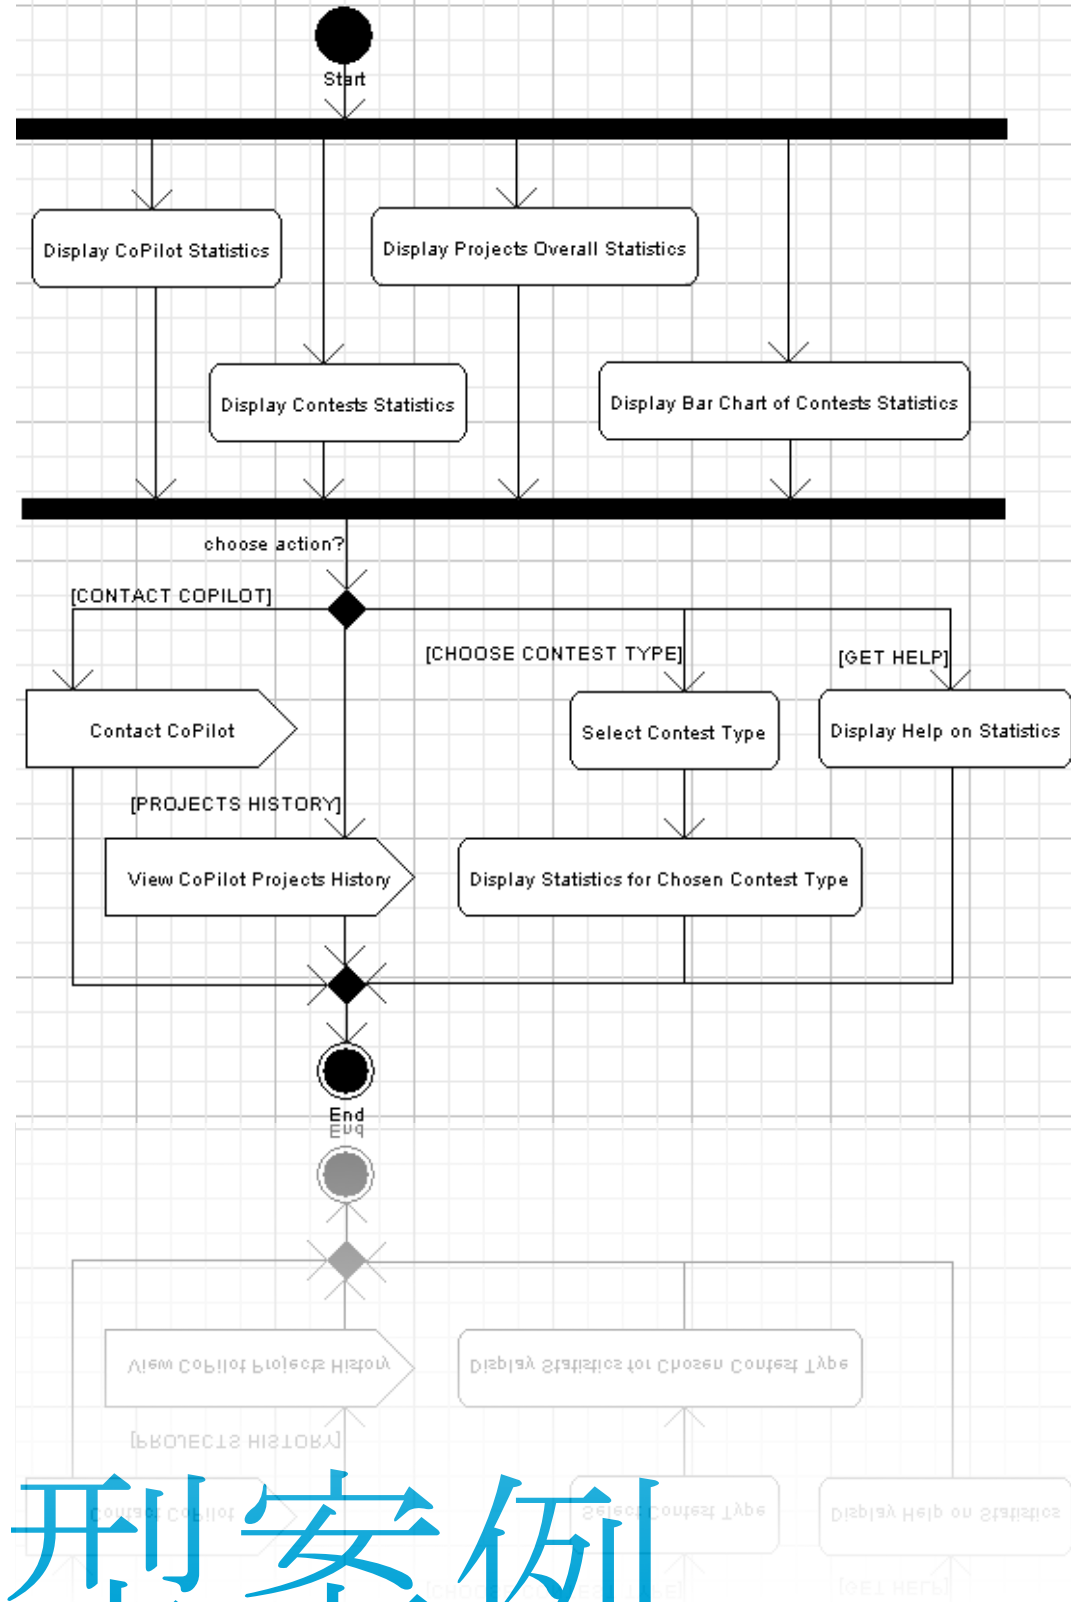 Start
Display CoPilot Statistics
Display Projects Overall Statistics
Display Contests Statistics
Display Bar Chart of Contests Statistics
choose action?
[CONTACT COPILOT]
[CHOOSE CONTEST TYPE]
[GET HELP]
Contact CoPilot
Select Contest Type
Display Help on Statistics
[PROJECTS HISTORY]
View CoPilot Projects History
Display Statistics for Chosen Contest Type
End
型案例